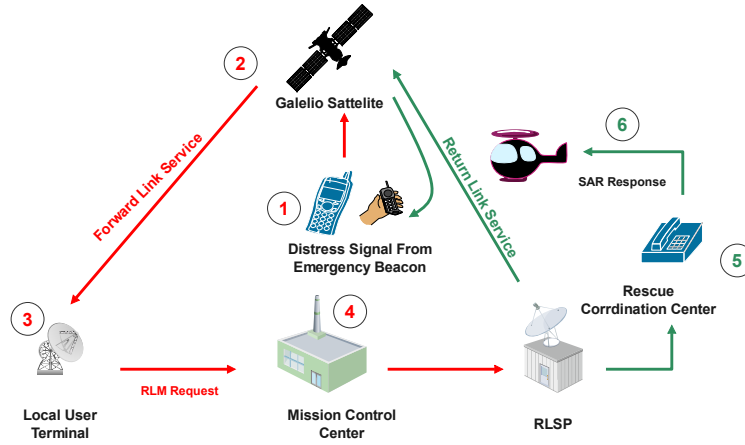 2
Galelio Sattelite
6
SAR Response
Forward Link Service
Return Link Service
1
Distress Signal From
Emergency Beacon
5
Rescue
Corrdination Center
3
4
RLM Request
Local User
Terminal
Mission Control
Center
RLSP